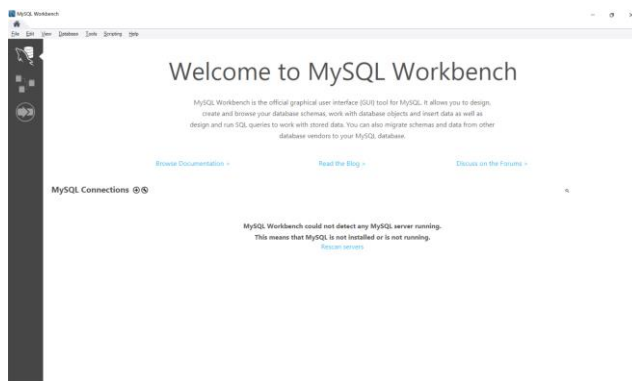 MySQL Workbench
File Edit View Database Tools Scripting Help
Welcome to MySQL Workbench
MySQL Workbench is the official graphical user interface (GUI) tool for MySQL. It allows you to design,
create and browse your database schemas, work with database objects and insert data as well as
design and run SQL queries to work with stored data. You can also migrate schemas and data from other
database vendors to your MySQL database.
Browse Documentation >
Read the Blog >
Discuss on the Forums >
MySQL Connections
MySQL Workbench could not detect any MySQL server running.
This means that MySQL is not installed or is not running.
Rescan servers